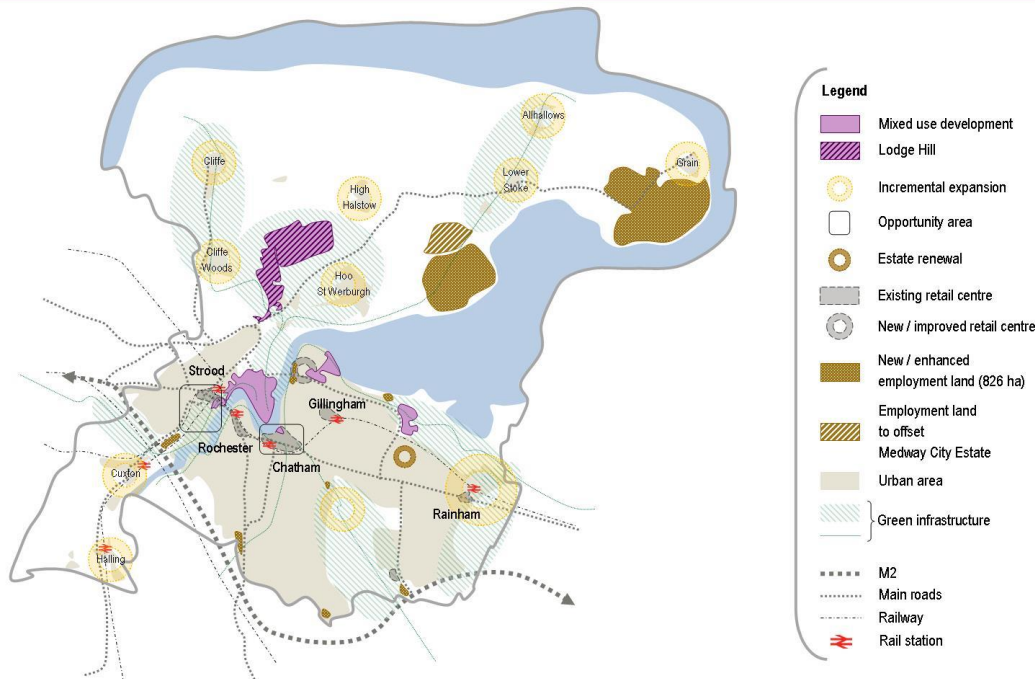 Allhallows
Cliffe
Grain
Lower
Stoke
High
Halstow
Cliffe
Woods
Hoo
St Werburgh
Strood
Gillingham
Rochester
Chatham
Cuxton
Rainham
Halling
Legend
Mixed use development
Lodge Hill
Incremental expansion
Opportunity area
Estate renewal
Existing retail centre
New / improved retail centre
New / enhanced
employment land (826 ha)
Employment land
to offset
Medway City Estate
Urban area
Green infrastructure
M2
Main roads
Railway
Rail station